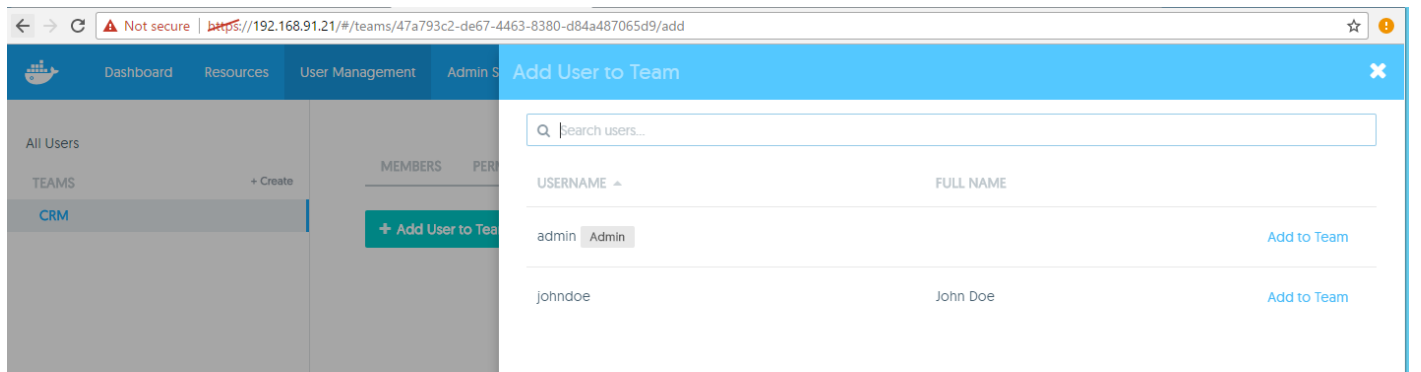 Not secure | https://192.168.91.21/#/teams/47a793c2-de67-4463-8380-d84a487065d9/add
Dashboard Resources User Management Admin S
Add User to Team
Search users...
All Users
MEMBERS PERM
TEAMS + Create
USERNAME FULL NAME
CRM
+ Add User to Tea
admin Admin Add to Team
johndoe John Doe Add to Team